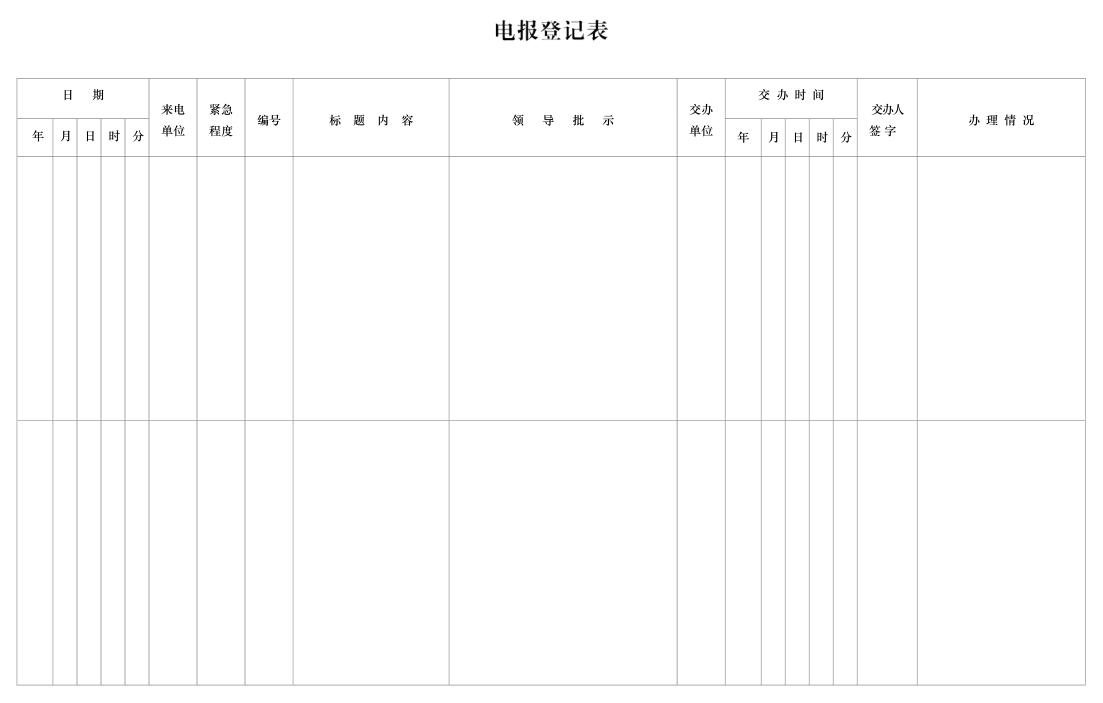 电报登记表
日 期
来电
单位
紧急
程度
编号
标 题 内 容
领 导 批 示
交办
单位
交 办 时 间
交办人
签 字
办 理 情 况
年 月 日 时 分
年 月 日 时 分